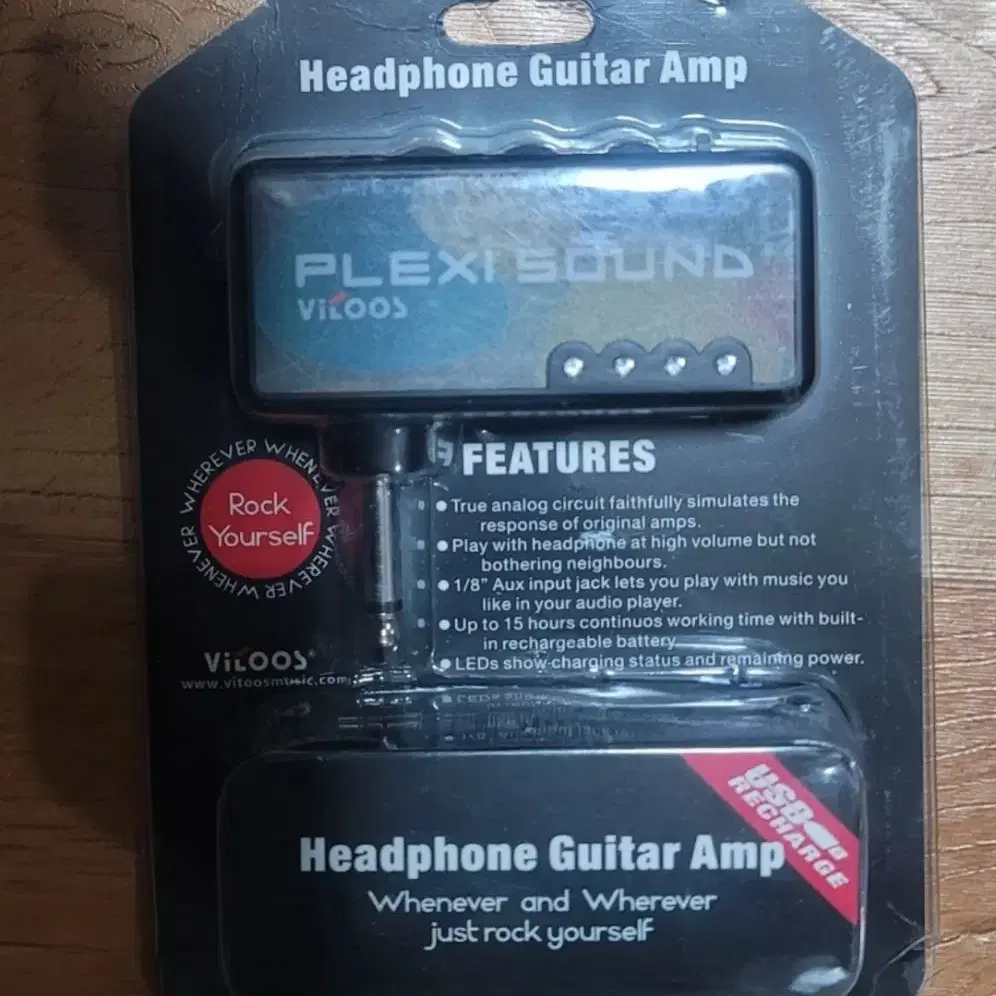 Headphone Guitar Amp
PLEXI SOUND
ViTOOS
FEATURES
WHENEVER WHEREVER WHENEVER WHEREVER
Rock
Yourself
● True analog circuit faithfully simulates the
response of original amps.
● Play with headphone at high volume but not
bothering neighbours.
● 1/8" Aux input jack lets you play with music you
like in your audio player.
● Up to 15 hours continuos working time with built-
in rechargeable battery
● LEDs show charging status and remaining power.
ViTOOS
www.vitoosmusic.com
USB
RECHARGE
Headphone Guitar Amp
Whenever and Wherever
just rock yourself